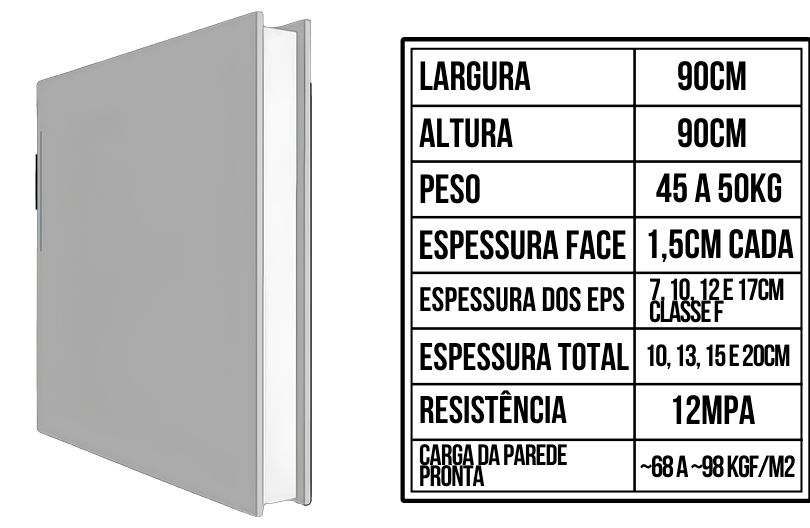 LARGURA 90CM
ALTURA 90CM
PESO 45 A 50KG
ESPESSURA FACE 1,5CM CADA
ESPESSURA DOS EPS 7, 10, 12 E 17CM
CLASSE F
ESPESSURA TOTAL 10, 13, 15 E 20CM
RESISTÊNCIA 12MPA
CARGA DA PAREDE
PRONTA ~68 A ~98 KGF/M2